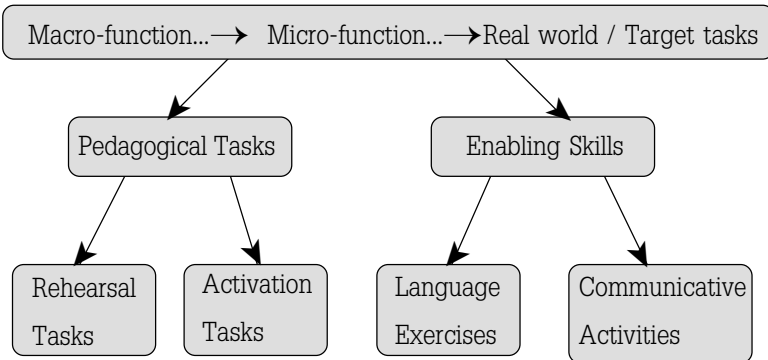 Macro-function...→ Micro-function...→Real world / Target tasks
Pedagogical Tasks
Enabling Skills
Rehearsal
Tasks
Activation
Tasks
Language
Exercises
Communicative
Activities